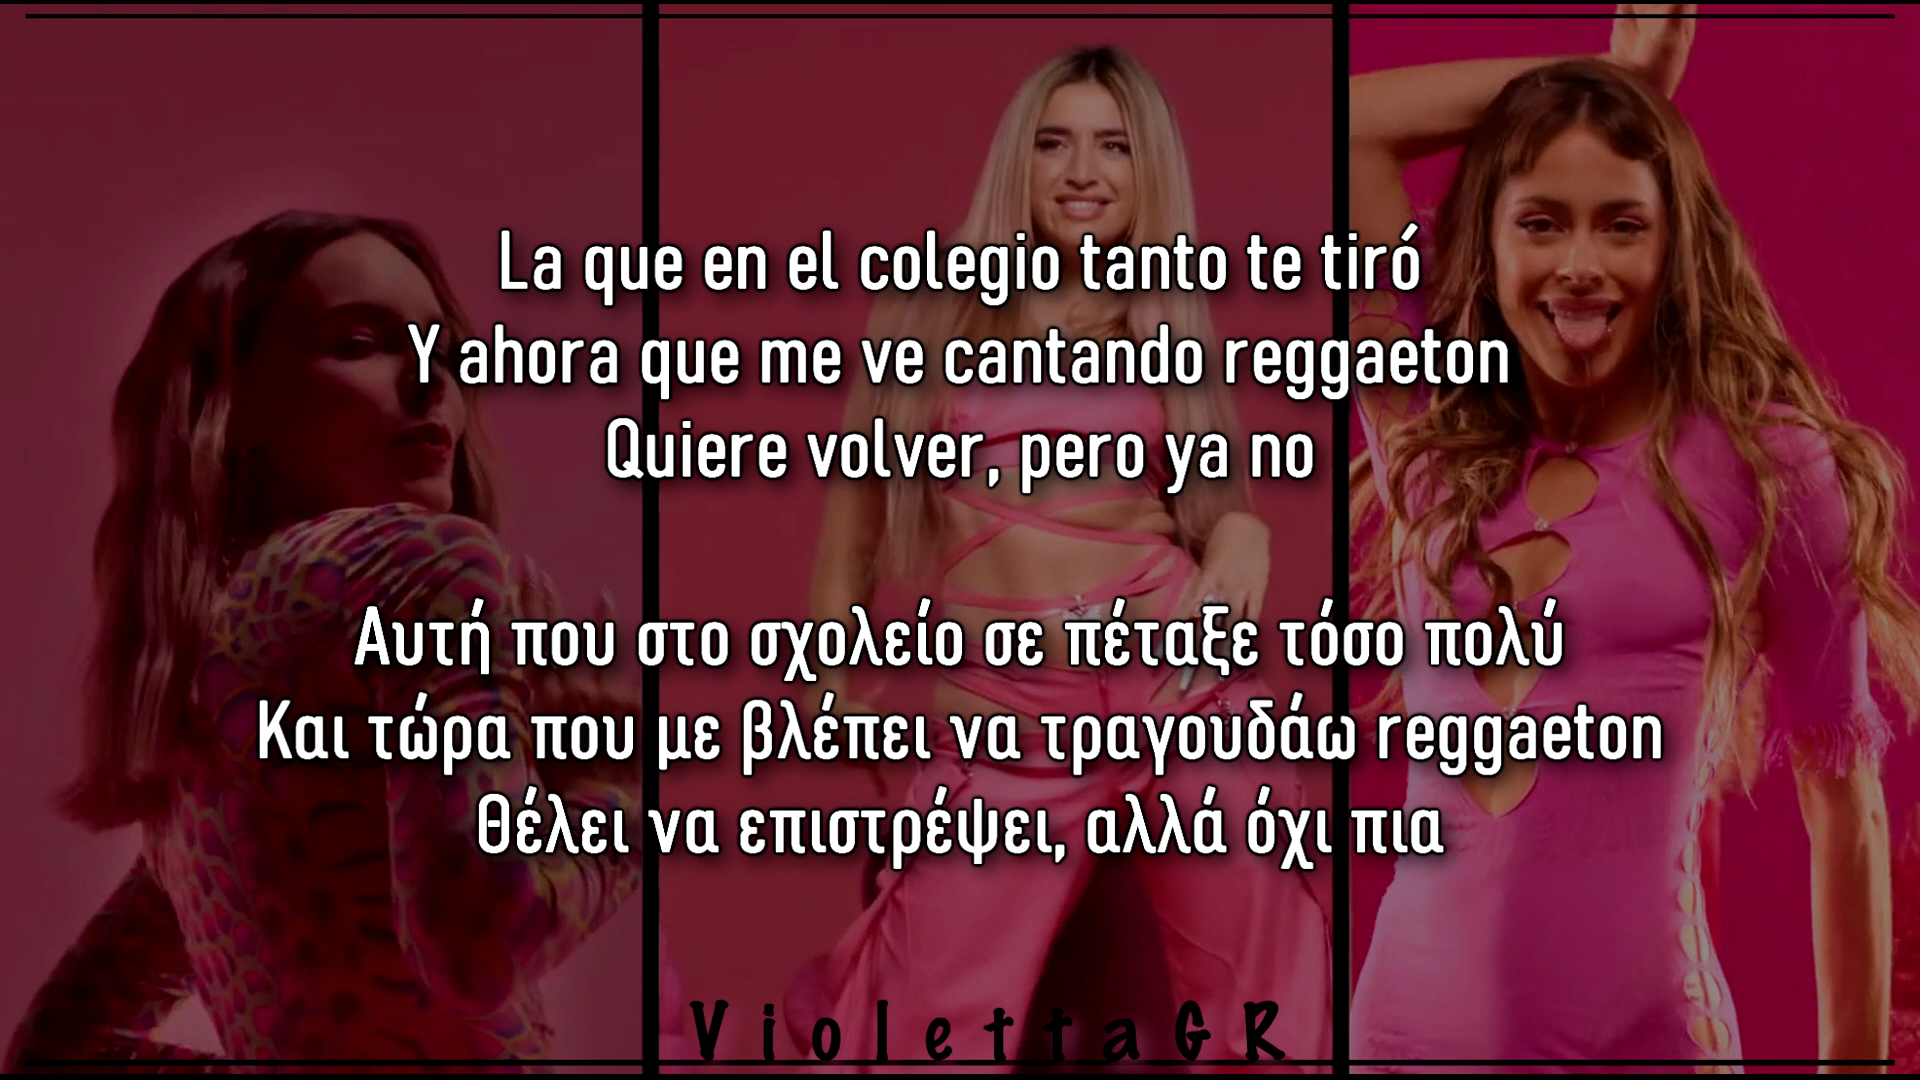 La que en el colegio tanto te tiró
Y ahora que me ve cantando reggaeton
Quiere volver, pero ya no
Αυτή που στο σχολείο σε πέταξε τόσο πολύ
Και τώρα που με βλέπει να τραγουδάω reggaeton
Θέλει να επιστρέψει, αλλά όχι πια
ViolettaGR